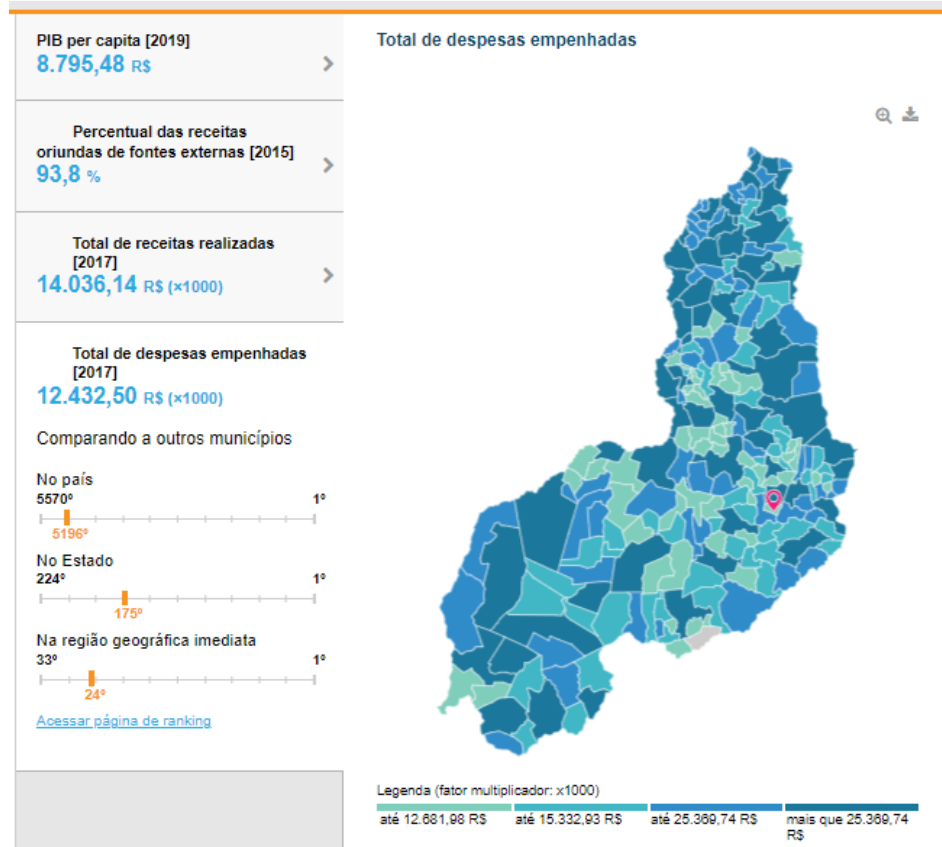 PIB per capita [2019]
8.795,48 R$
Percentual das receitas
oriundas de fontes externas [2015]
93,8 %
Total de receitas realizadas
[2017]
14.036,14 R$ (×1000)
Total de despesas empenhadas
[2017]
12.432,50 R$ (×1000)
Comparando a outros municípios
No país
5570º 1º
5196º
No Estado
224º 1º
175º
Na região geográfica imediata
33º 1º
24º
Acessar página de ranking
Total de despesas empenhadas
Legenda (fator multiplicador: x1000)
até 12.681,98 R$ até 15.332,93 R$ até 25.369,74 R$ mais que 25.369,74
R$